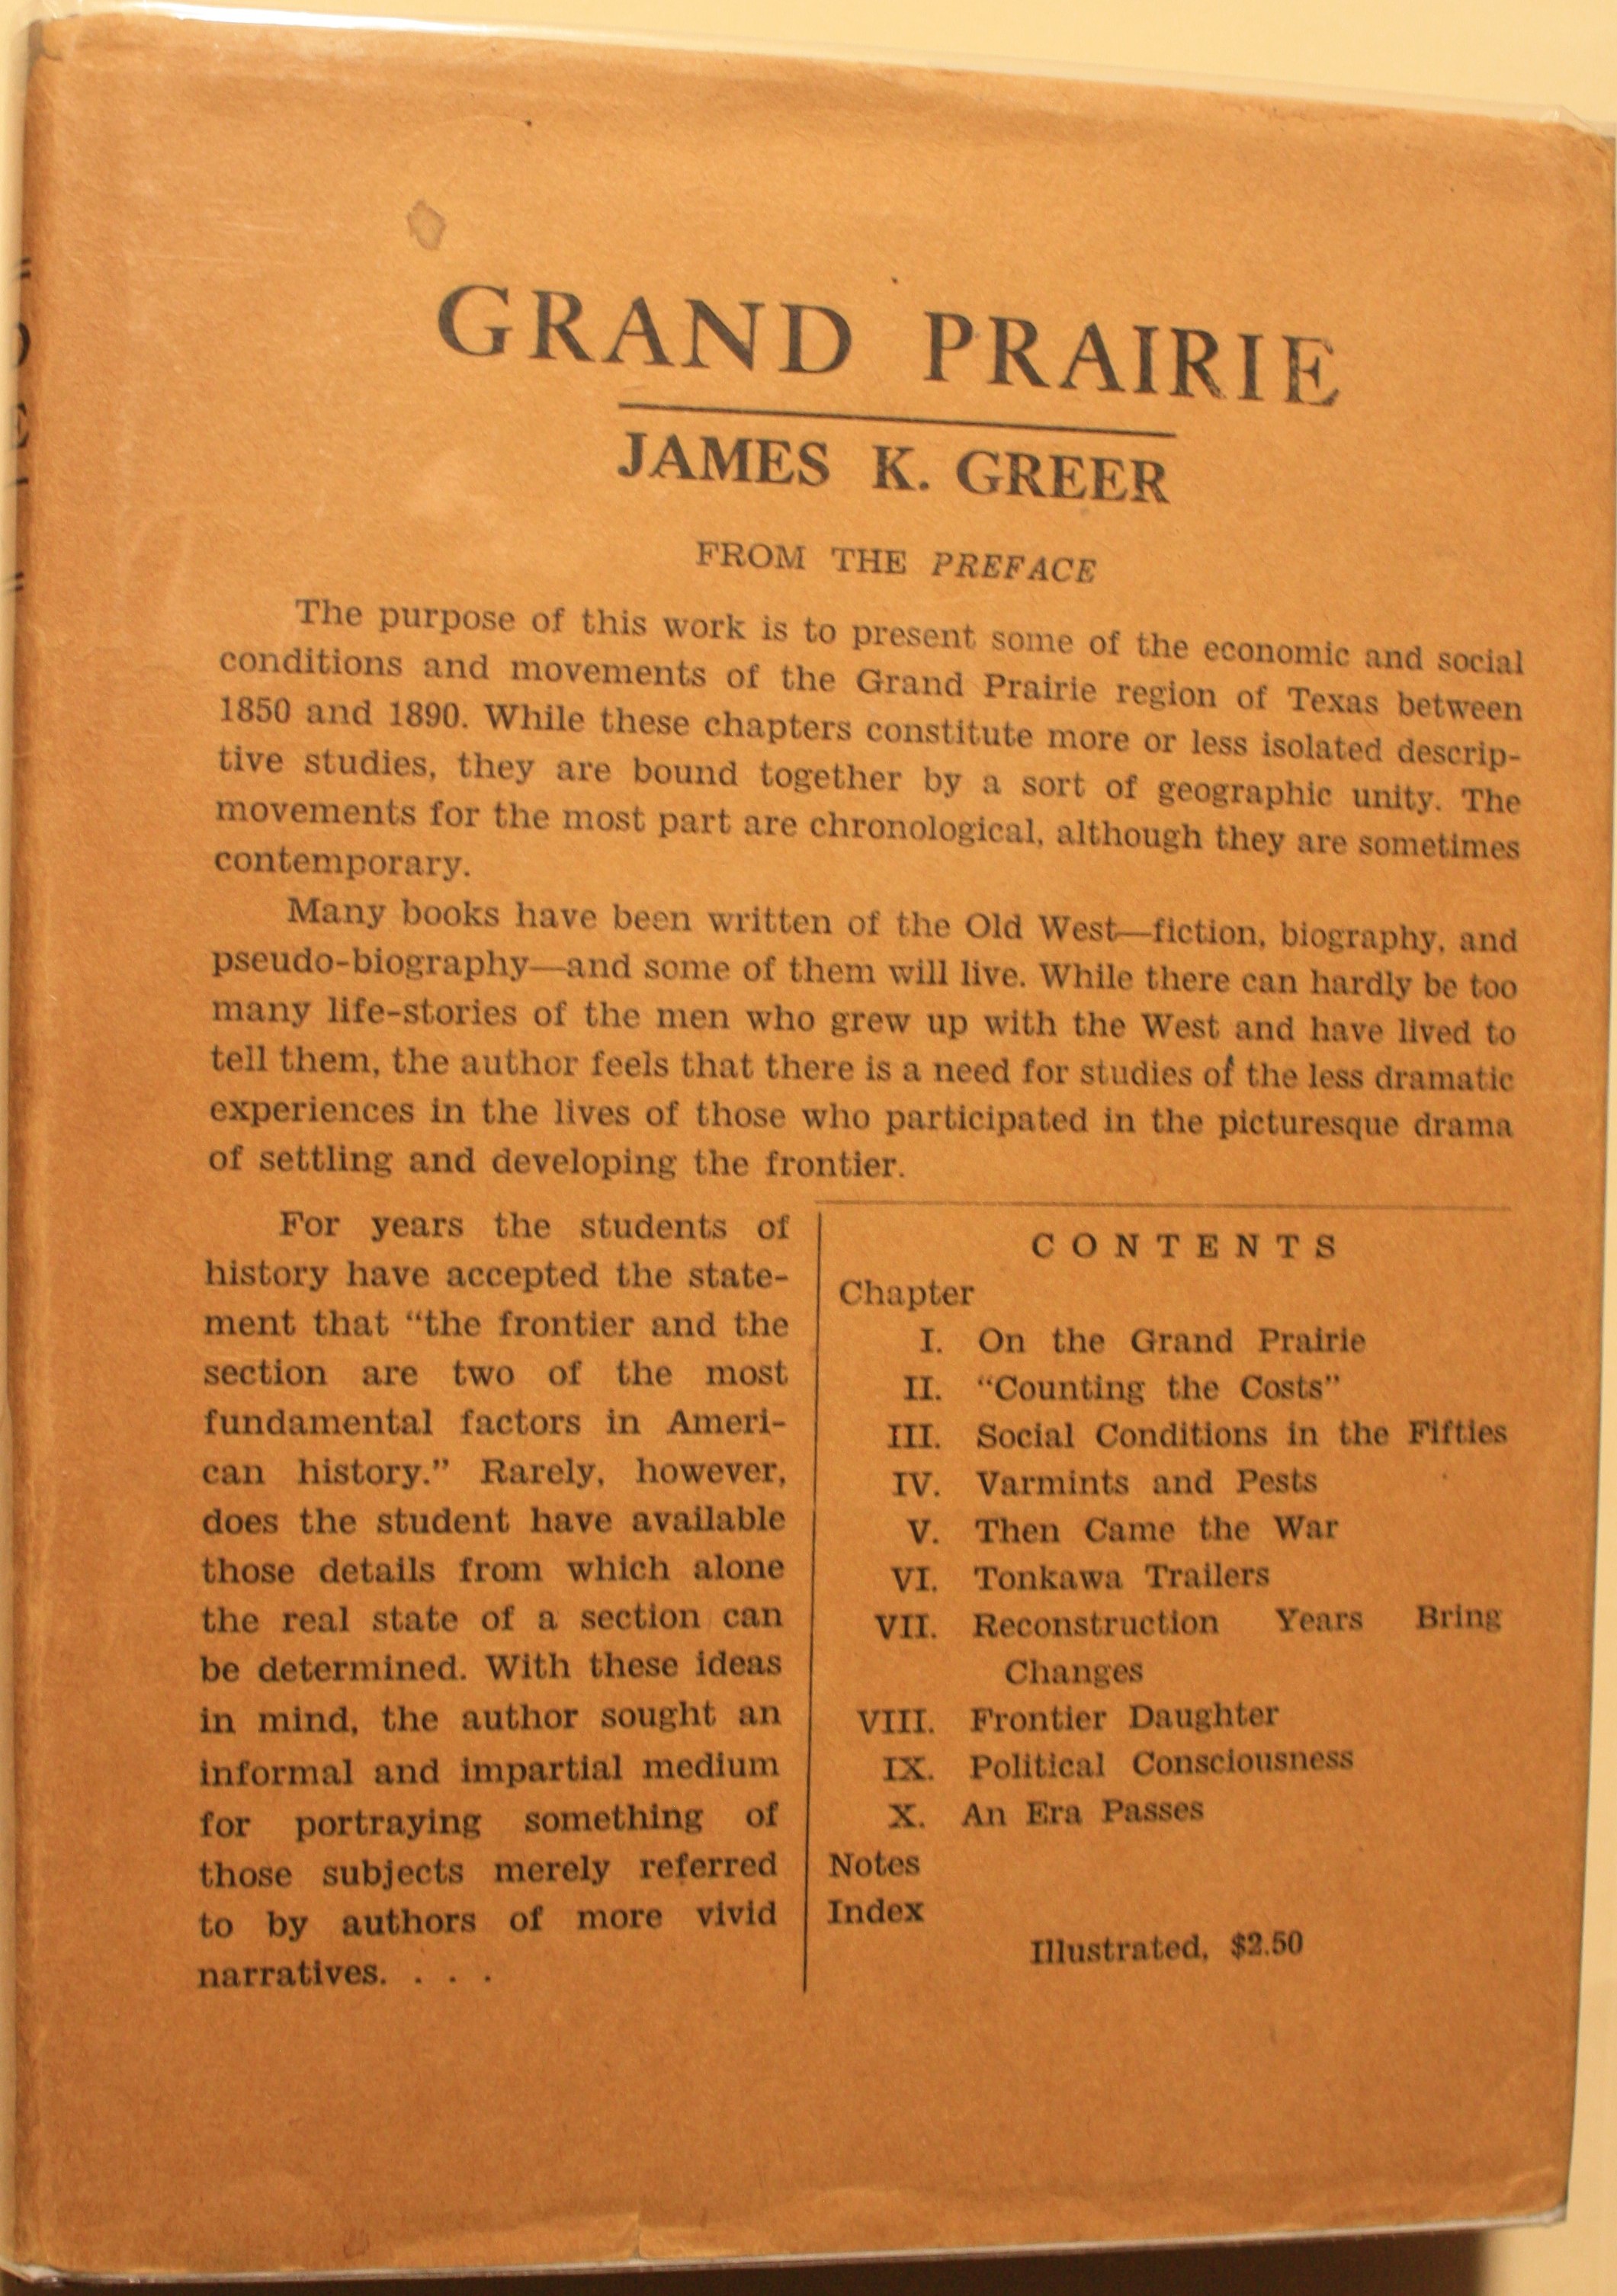 GRAND PRAIRIE
JAMES K. GREER
FROM THE PREFACE
The purpose of this work is to present some of the economic and social
conditions and movements of the Grand Prairie region of Texas between
1850 and 1890. While these chapters constitute more or less isolated descrip-
tive studies, they are bound together by a sort of geographic unity. The
movements for the most part are chronological, although they are sometimes
contemporary.
Many books have been written of the Old West—fiction, biography, and
pseudo-biography—and some of them will live. While there can hardly be too
many life-stories of the men who grew up with the West and have lived to
tell them, the author feels that there is a need for studies of the less dramatic
experiences in the lives of those who participated in the picturesque drama
of settling and developing the frontier.
For years the students of
history have accepted the state-
ment that “the frontier and the
section are two of the most
fundamental factors in Ameri-
can history.” Rarely, however,
does the student have available
those details from which alone
the real state of a section can
be determined. With these ideas
in mind, the author sought an
informal and impartial medium
for portraying something of
those subjects merely referred
to by authors of more vivid
narratives. . . .
CONTENTS
Chapter
I. On the Grand Prairie
II. “Counting the Costs”
III. Social Conditions in the Fifties
IV. Varmints and Pests
V. Then Came the War
VI. Tonkawa Trailers
VII. Reconstruction Years Bring
Changes
VIII. Frontier Daughter
IX. Political Consciousness
X. An Era Passes
Notes
Index
Illustrated, $2.50